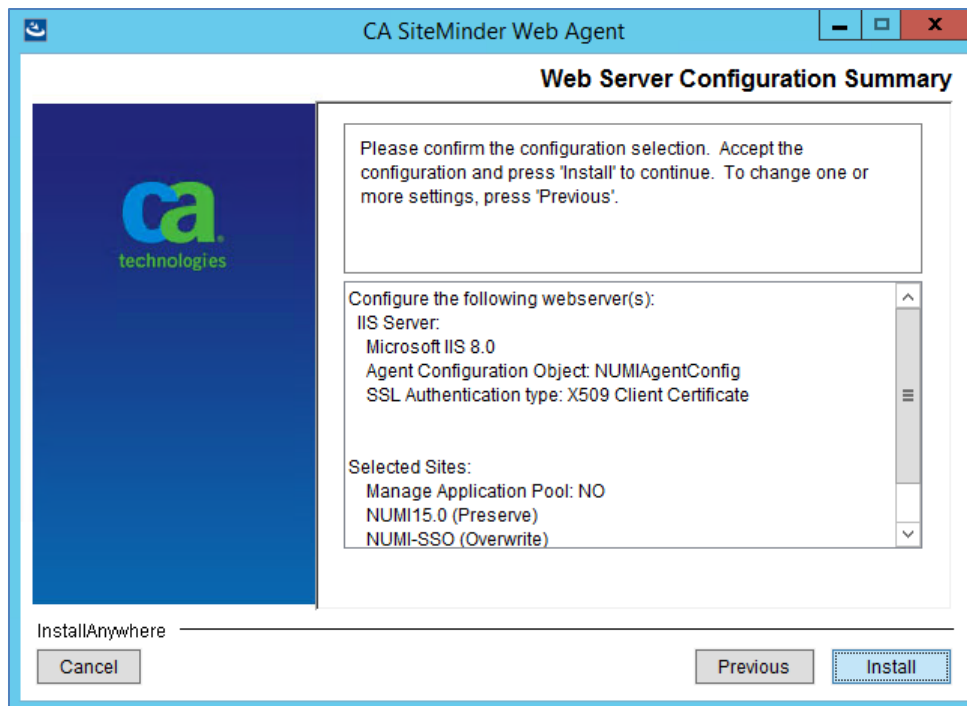 CA SiteMinder Web Agent
Web Server Configuration Summary
ca
technologies
Please confirm the configuration selection. Accept the
configuration and press 'Install' to continue. To change one or
more settings, press 'Previous'.
Configure the following webserver(s):
IIS Server:
Microsoft IIS 8.0
Agent Configuration Object: NUMIAgentConfig
SSL Authentication type: X509 Client Certificate
Selected Sites:
Manage Application Pool: NO
NUMI15.0 (Preserve)
NUMI-SSO (Overwrite)
InstallAnywhere
Cancel
Previous
Install